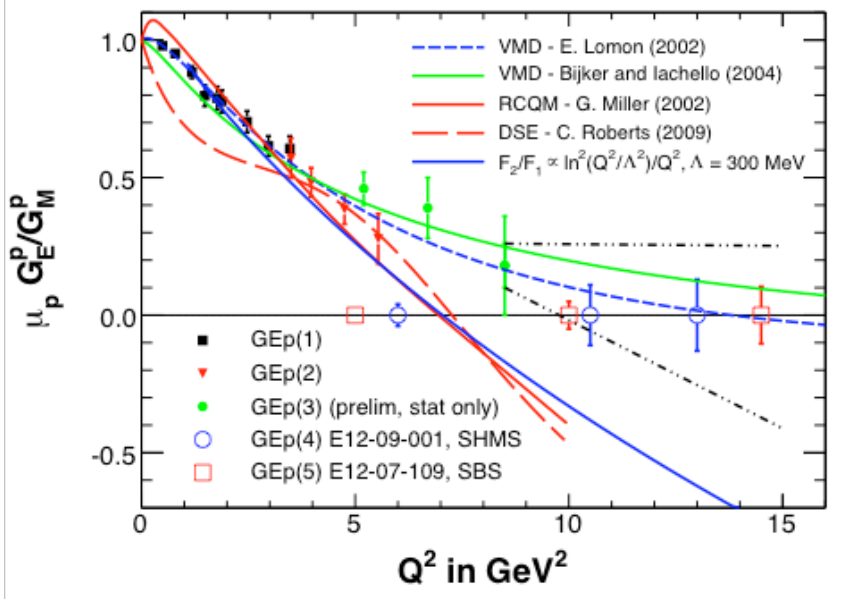 1.0
0.5
0.0
-0.5
μp G_E^p/G_M^p
VMD - E. Lomon (2002)
VMD - Bijker and Iachello (2004)
RCQM - G. Miller (2002)
DSE - C. Roberts (2009)
F₂/F₁ ∝ ln²(Q²/Λ²)/Q², Λ = 300 MeV
GEp(1)
GEp(2)
GEp(3) (prelim, stat only)
GEp(4) E12-09-001, SHMS
GEp(5) E12-07-109, SBS
0 5 10 15
Q² in GeV²